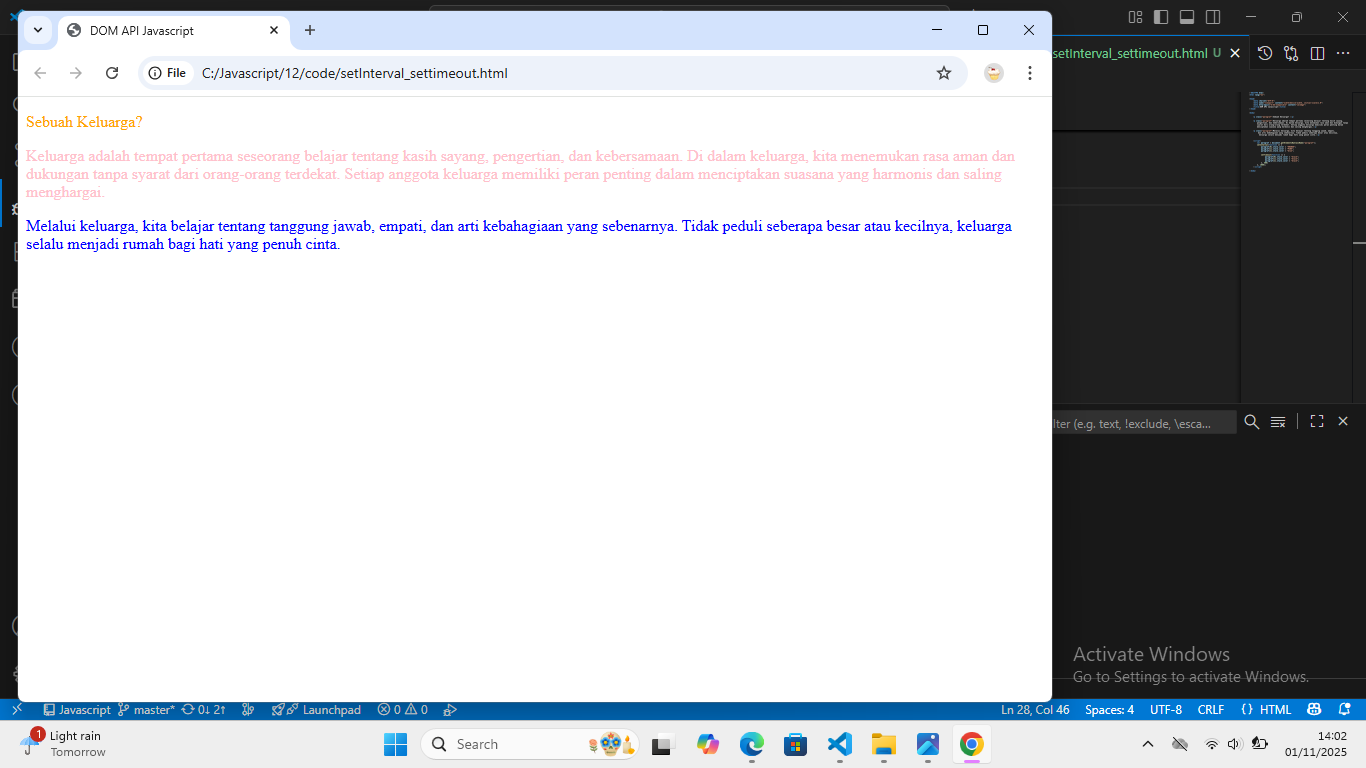 DOM API Javascript
setInterval_settimeout.html U
File C:/Javascript/12/code/setInterval_settimeout.html
Sebuah Keluarga?
Keluarga adalah tempat pertama seseorang belajar tentang kasih sayang, pengertian, dan kebersamaan. Di dalam keluarga, kita menemukan rasa aman dan
dukungan tanpa syarat dari orang-orang terdekat. Setiap anggota keluarga memiliki peran penting dalam menciptakan suasana yang harmonis dan saling
menghargai.
Melalui keluarga, kita belajar tentang tanggung jawab, empati, dan arti kebahagiaan yang sebenarnya. Tidak peduli seberapa besar atau kecilnya, keluarga
selalu menjadi rumah bagi hati yang penuh cinta.
lter (e.g. text, !exclude, \esca...
Activate Windows
Go to Settings to activate Windows.
Javascript master* 0↓ 2↑ Launchpad 0 0 Ln 28, Col 46 Spaces: 4 UTF-8 CRLF {} HTML
1 Light rain
Tomorrow
Search
14:02
01/11/2025